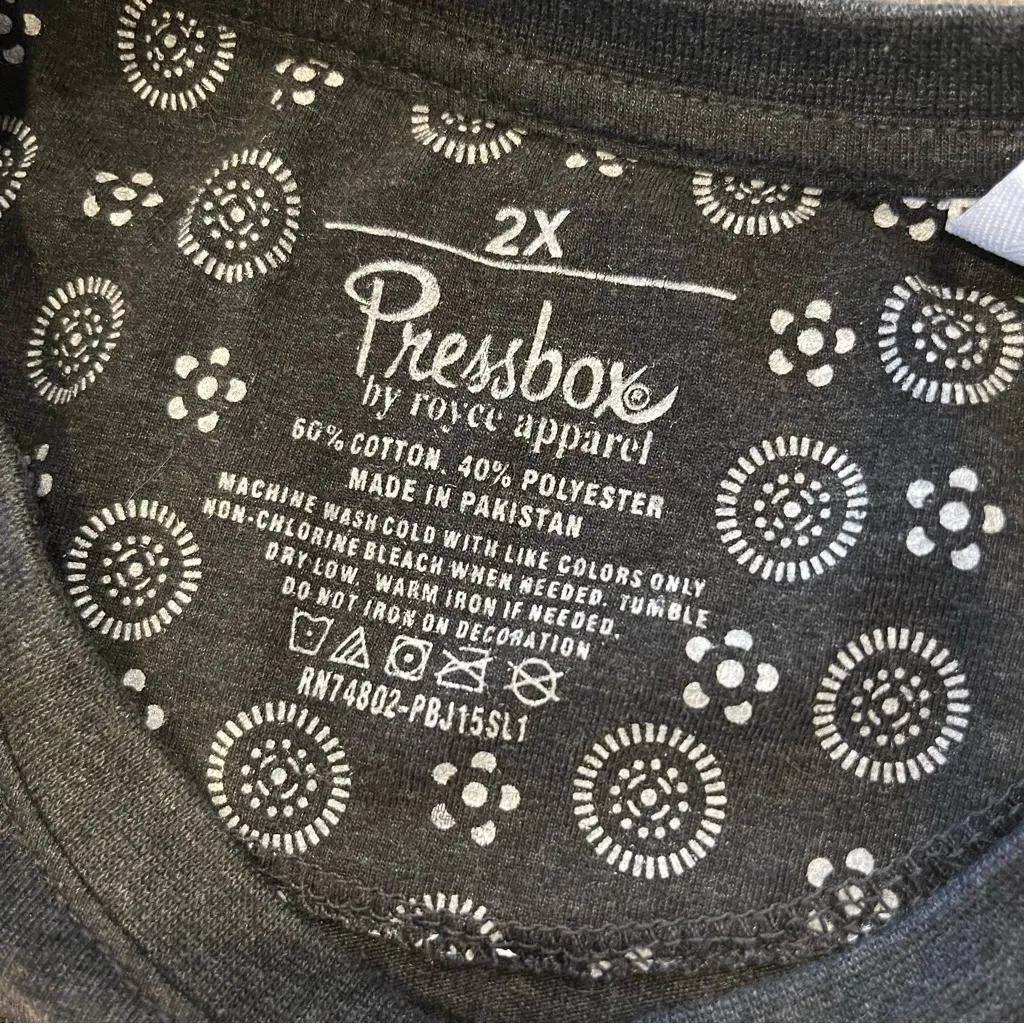 2X
Pressbox®
by royce apparel
60% COTTON. 40% POLYESTER
MADE IN PAKISTAN
MACHINE WASH COLD WITH LIKE COLORS ONLY
NON-CHLORINE BLEACH WHEN NEEDED. TUMBLE
DRY LOW. WARM IRON IF NEEDED.
DO NOT IRON ON DECORATION
RN74802-PBJ15SL1